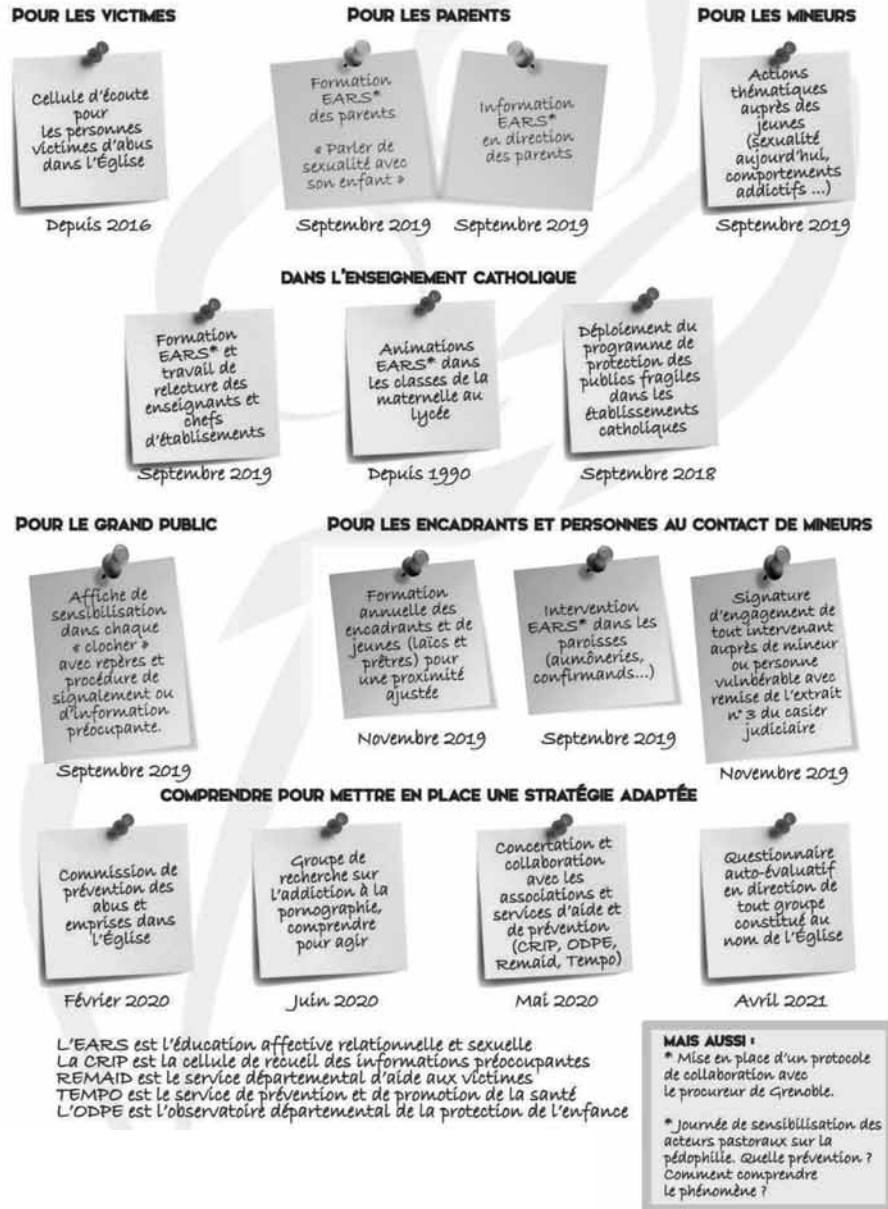 POUR LES VICTIMES
Cellule d'écoute
pour
les personnes
victimes d'abus
dans l'Église
Depuis 2016
POUR LES PARENTS
Formation
EARS*
des parents
« Parler de
sexualité avec
son enfant »
Septembre 2019
Information
EARS*
en direction
des parents
Septembre 2019
POUR LES MINEURS
Actions
thématiques
auprès des
jeunes
(sexualité
aujourd'hui,
comportements
addictifs ...)
Septembre 2019
DANS L'ENSEIGNEMENT CATHOLIQUE
Formation
EARS* et
travail de
relecture des
enseignants et
chefs
d'établisements
Septembre 2019
Animations
EARS* dans
les classes de la
maternelle au
lycée
Depuis 1990
Déploiement du
programme de
protection des
publics fragiles
dans les
établissements
catholiques
Septembre 2018
POUR LE GRAND PUBLIC
Affiche de
sensibilisation
dans chaque
« clocher »
avec repères et
procédure de
signalement ou
d'information
préocupante.
Septembre 2019
POUR LES ENCADRANTS ET PERSONNES AU CONTACT DE MINEURS
Formation
annuelle des
encadrants et de
jeunes (laïcs et
prêtres) pour
une proximité
ajustée
Novembre 2019
Intervention
EARS* dans les
paroisses
(aumôneries,
confirmands...)
Septembre 2019
Signature
d'engagement de
tout intervenant
auprès de mineur
ou personne
vulnérable avec
remise de l'extrait
n° 3 du casier
judiciaire
Novembre 2019
COMPRENDRE POUR METTRE EN PLACE UNE STRATÉGIE ADAPTÉE
Commission de
prévention des
abus et
emprises dans
l'Église
Février 2020
Groupe de
recherche sur
l'addiction à la
pornographie,
comprendre
pour agir
Juin 2020
Concertation et
collaboration
avec les
associations et
services d'aide et
de prévention
(CRIP, ODPE,
Remaid, Tempo)
Mai 2020
Questionnaire
auto-évaluatif
en direction de
tout groupe
constitué au
nom de l'Église
Avril 2021
L'EARS est l'éducation affective relationnelle et sexuelle
La CRIP est la cellule de recueil des informations préoccupantes
REMAID est le service départemental d'aide aux victimes
TEMPO est le service de prévention et de promotion de la santé
L'ODPE est l'observatoire départemental de la protection de l'enfance
MAIS AUSSI :
* Mise en place d'un protocole
de collaboration avec
le procureur de Grenoble.
* Journée de sensibilisation des
acteurs pastoraux sur la
pédophilie. Quelle prévention ?
Comment comprendre
le phénomène ?